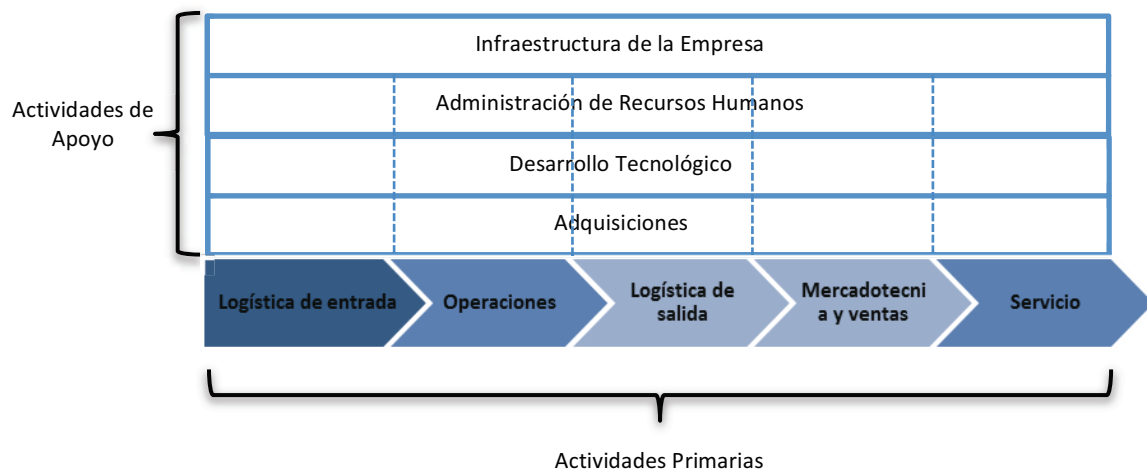 Infraestructura de la Empresa
Administración de Recursos Humanos
Actividades de
Apoyo
Desarrollo Tecnológico
Adquisiciones
Logística de entrada
Operaciones
Logística de
salida
Mercadotecni
a y ventas
Servicio
Actividades Primarias